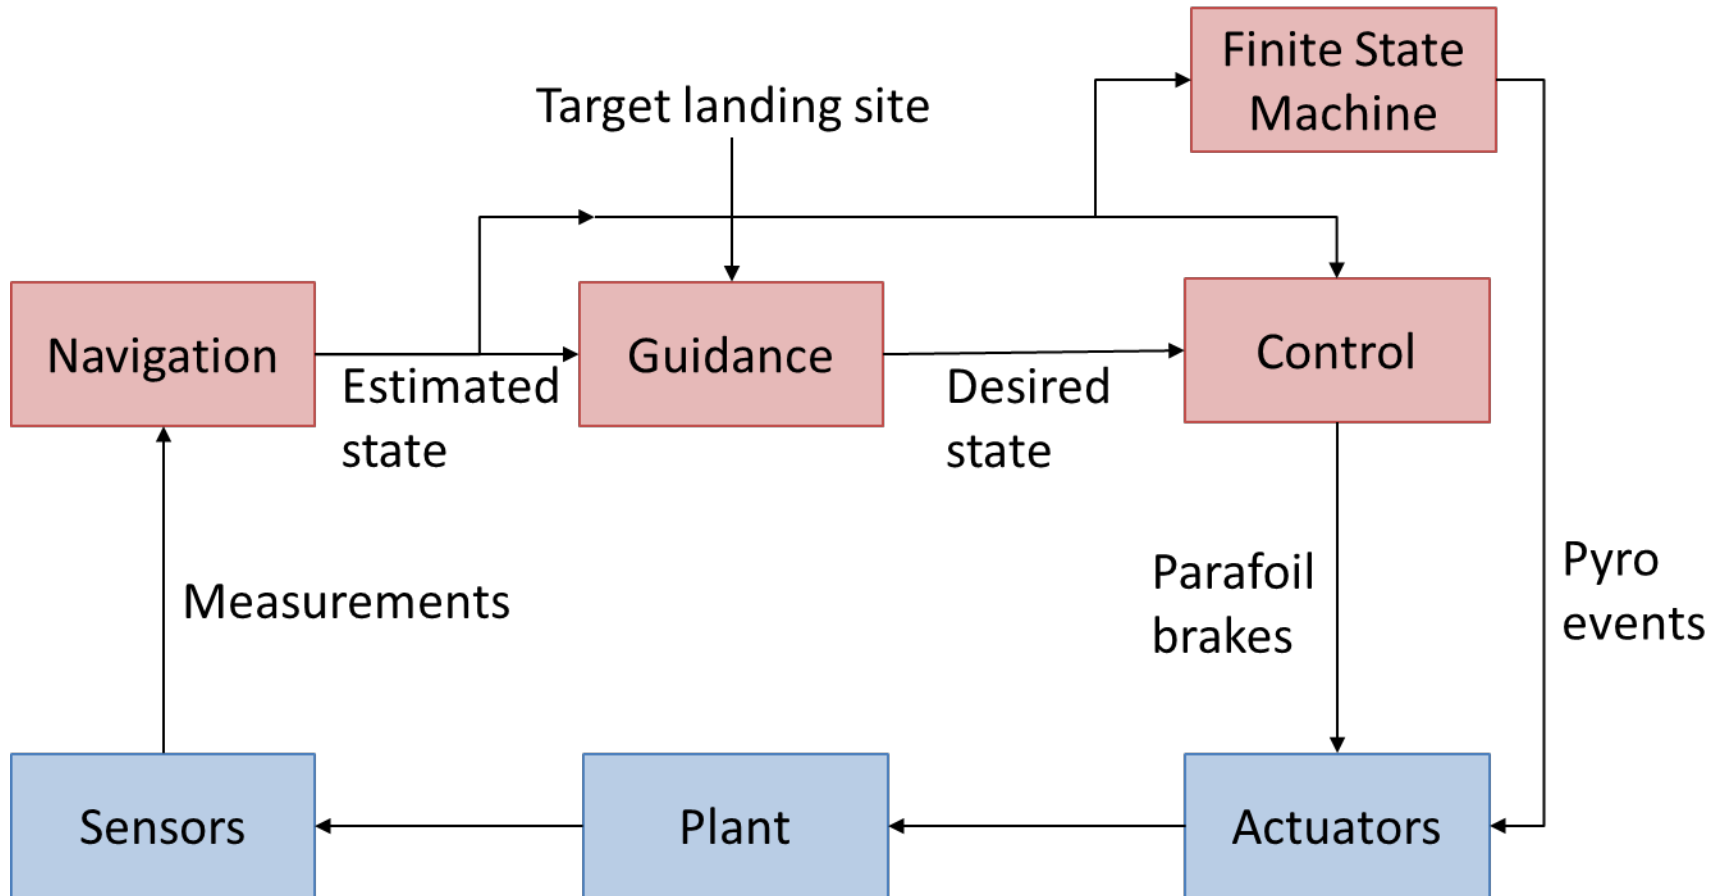 Finite State
Machine
Target landing site
Navigation
Estimated
state
Guidance
Desired
state
Control
Measurements
Parafoil
brakes
Pyro
events
Sensors
Plant
Actuators